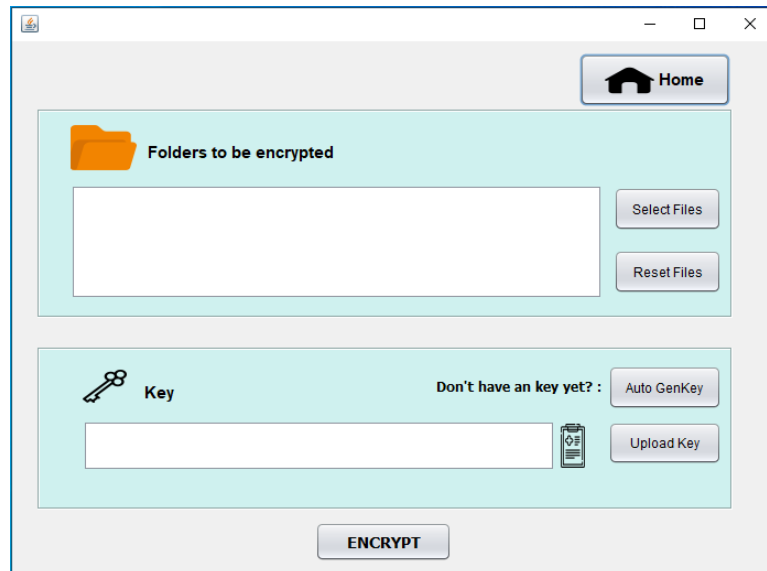 Home
Folders to be encrypted
Select Files
Reset Files
Key
Don't have an key yet? :
Auto GenKey
Upload Key
ENCRYPT